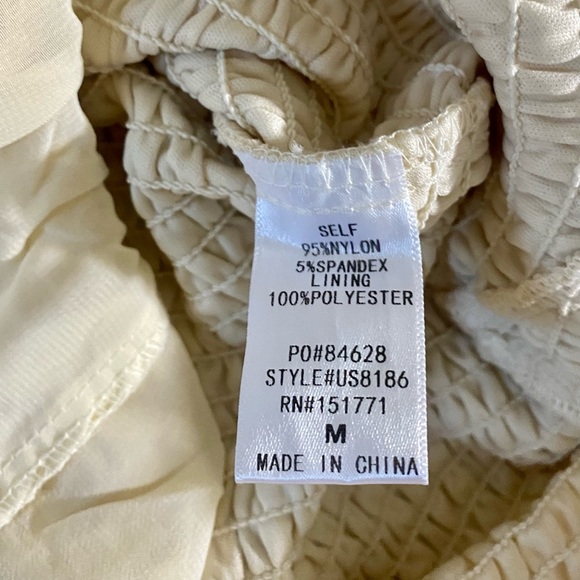 SELF
95%NYLON
5%SPANDEX
LINING
100%POLYESTER
PO#84628
STYLE#US8186
RN#151771
M
MADE IN CHINA